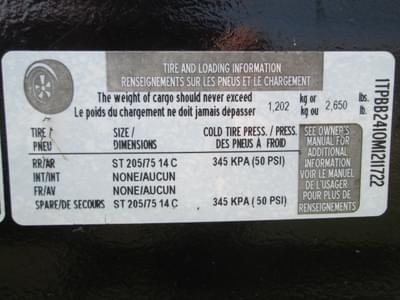 TIRE AND LOADING INFORMATION
RENSEIGNEMENTS SUR LES PNEUS ET LE CHARGEMENT
The weight of cargo should never exceed
Le poids du chargement ne doit jamais dépasser
1,202 kg or kg ou 2,650 lbs. lb.
TIRE / PNEU
SIZE / DIMENSIONS
COLD TIRE PRESS. / PRESS. DES PNEUS À FROID
RR/AR ST 205/75 14 C 345 KPA (50 PSI)
INT/INT NONE/AUCUN
FR/AV NONE/AUCUN
SPARE/DE SECOURS ST 205/75 14 C 345 KPA (50 PSI)
SEE OWNER'S
MANUAL FOR
ADDITIONAL
INFORMATION
VOIR LE MANUEL
DE L'USAGER
POUR PLUS DE
RENSEIGNEMENTS